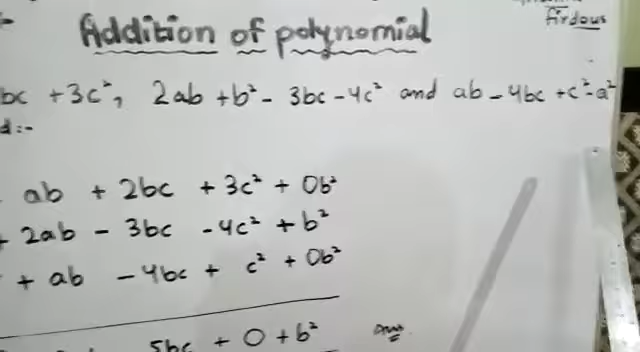 Addition of polynomial
Firdous
bc + 3c², 2ab + b² - 3bc - 4c² and ab - 4bc + c² - a²
d:-
ab + 2bc + 3c² + 0b²
+ 2ab - 3bc - 4c² + b²
+ ab - 4bc + c² + 0b²
5bc + 0 + b² Ans